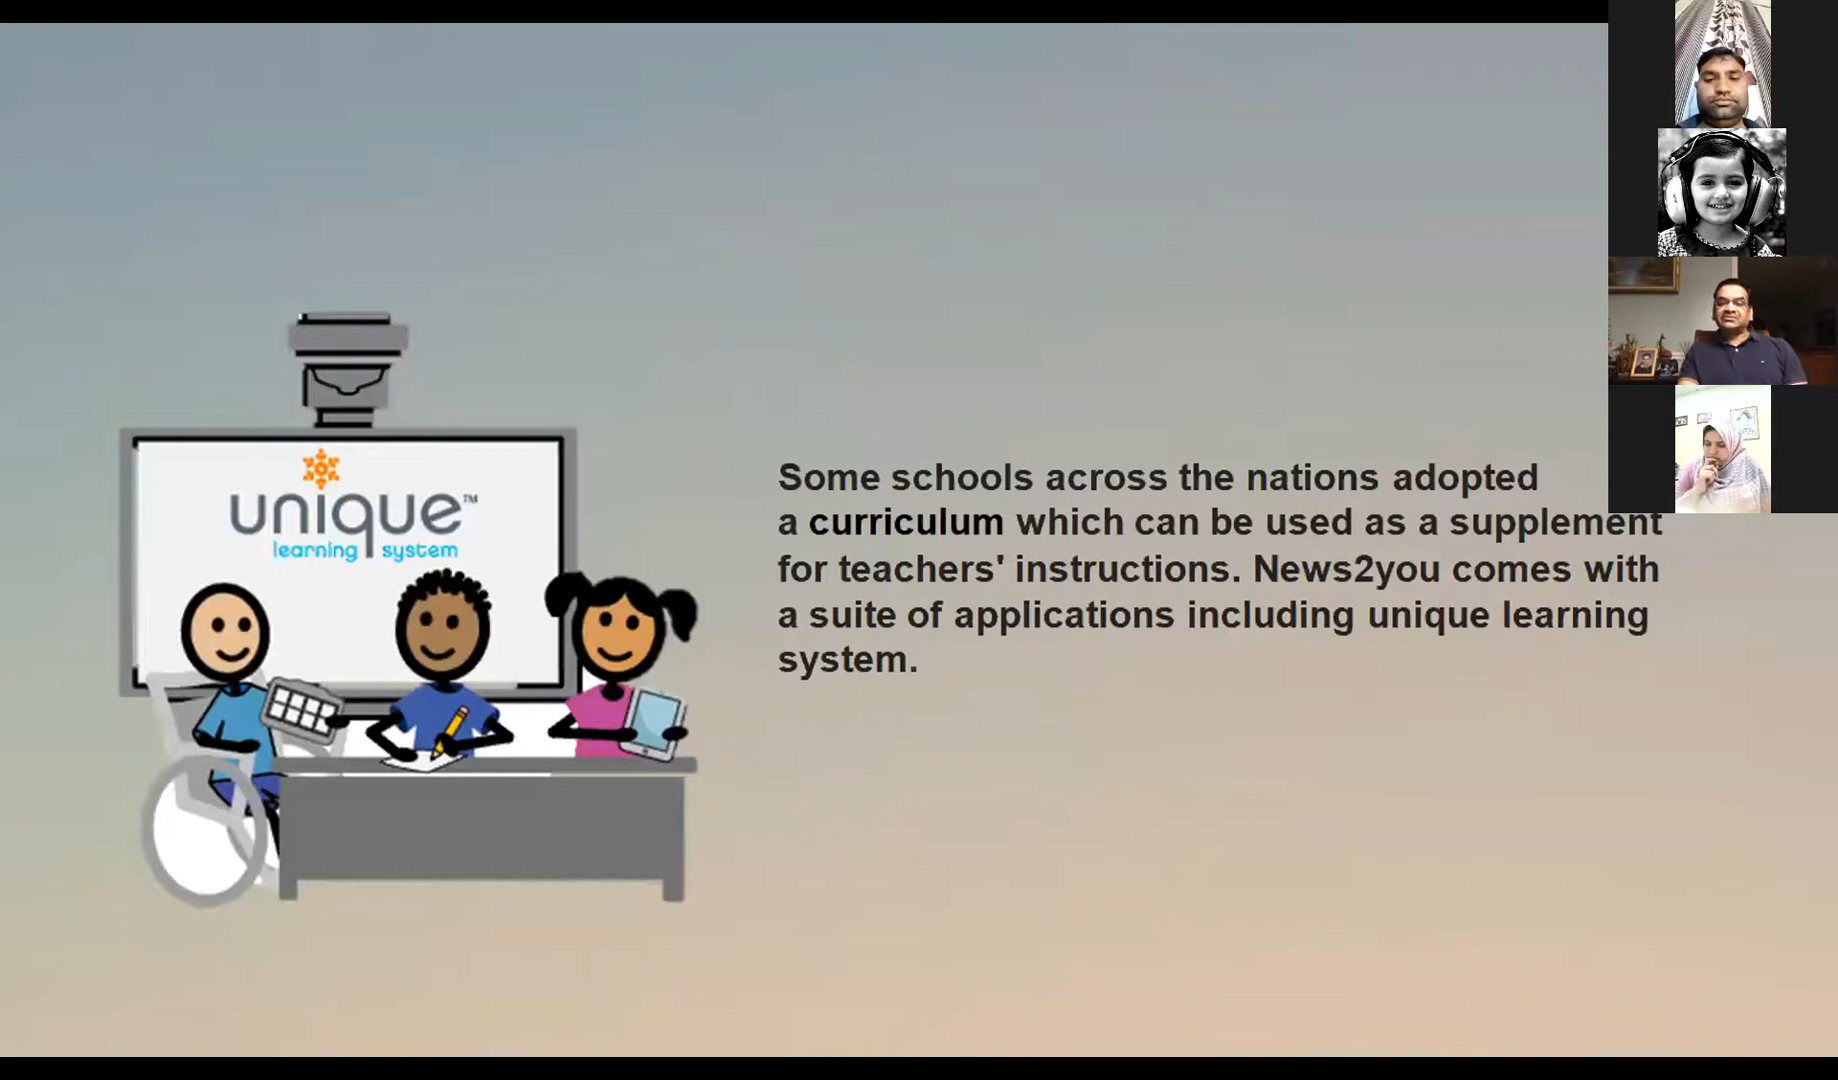 unique™
learning system
Some schools across the nations adopted
a curriculum which can be used as a supplement
for teachers' instructions. News2you comes with
a suite of applications including unique learning
system.